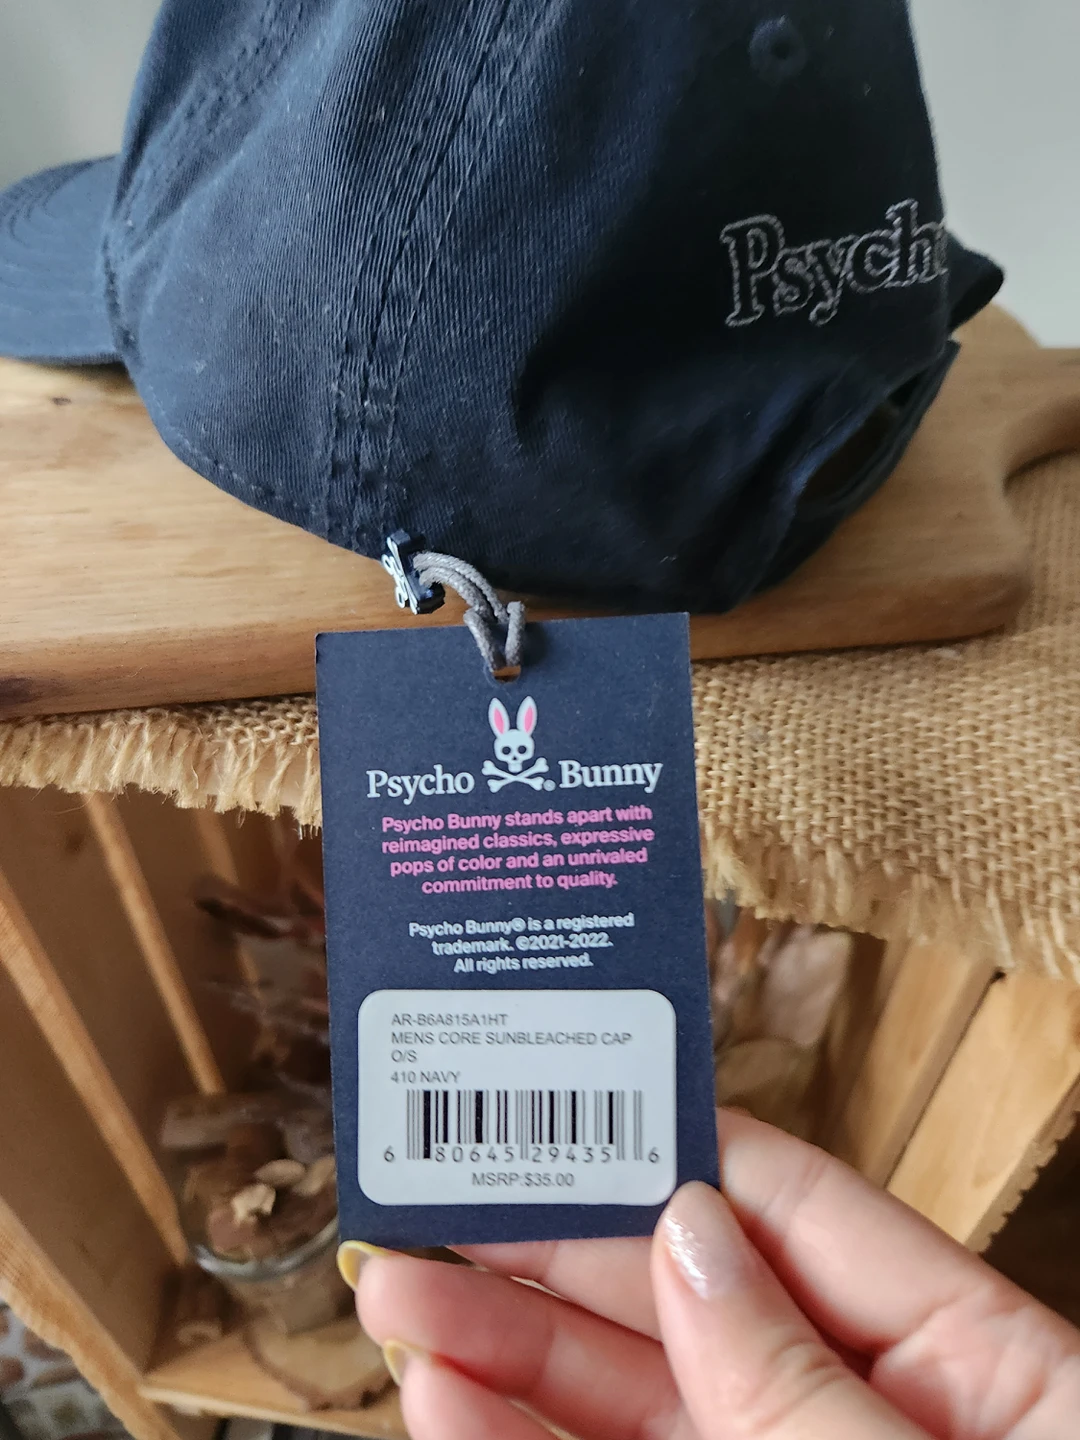 Psycho
Psycho Bunny
Psycho Bunny stands apart with
reimagined classics, expressive
pops of color and an unrivaled
commitment to quality.
Psycho Bunny® is a registered
trademark. ©2021-2022.
All rights reserved.
AR-B6A815A1HT
MENS CORE SUNBLEACHED CAP
O/S
410 NAVY
6 80645 29435 6
MSRP:$35.00